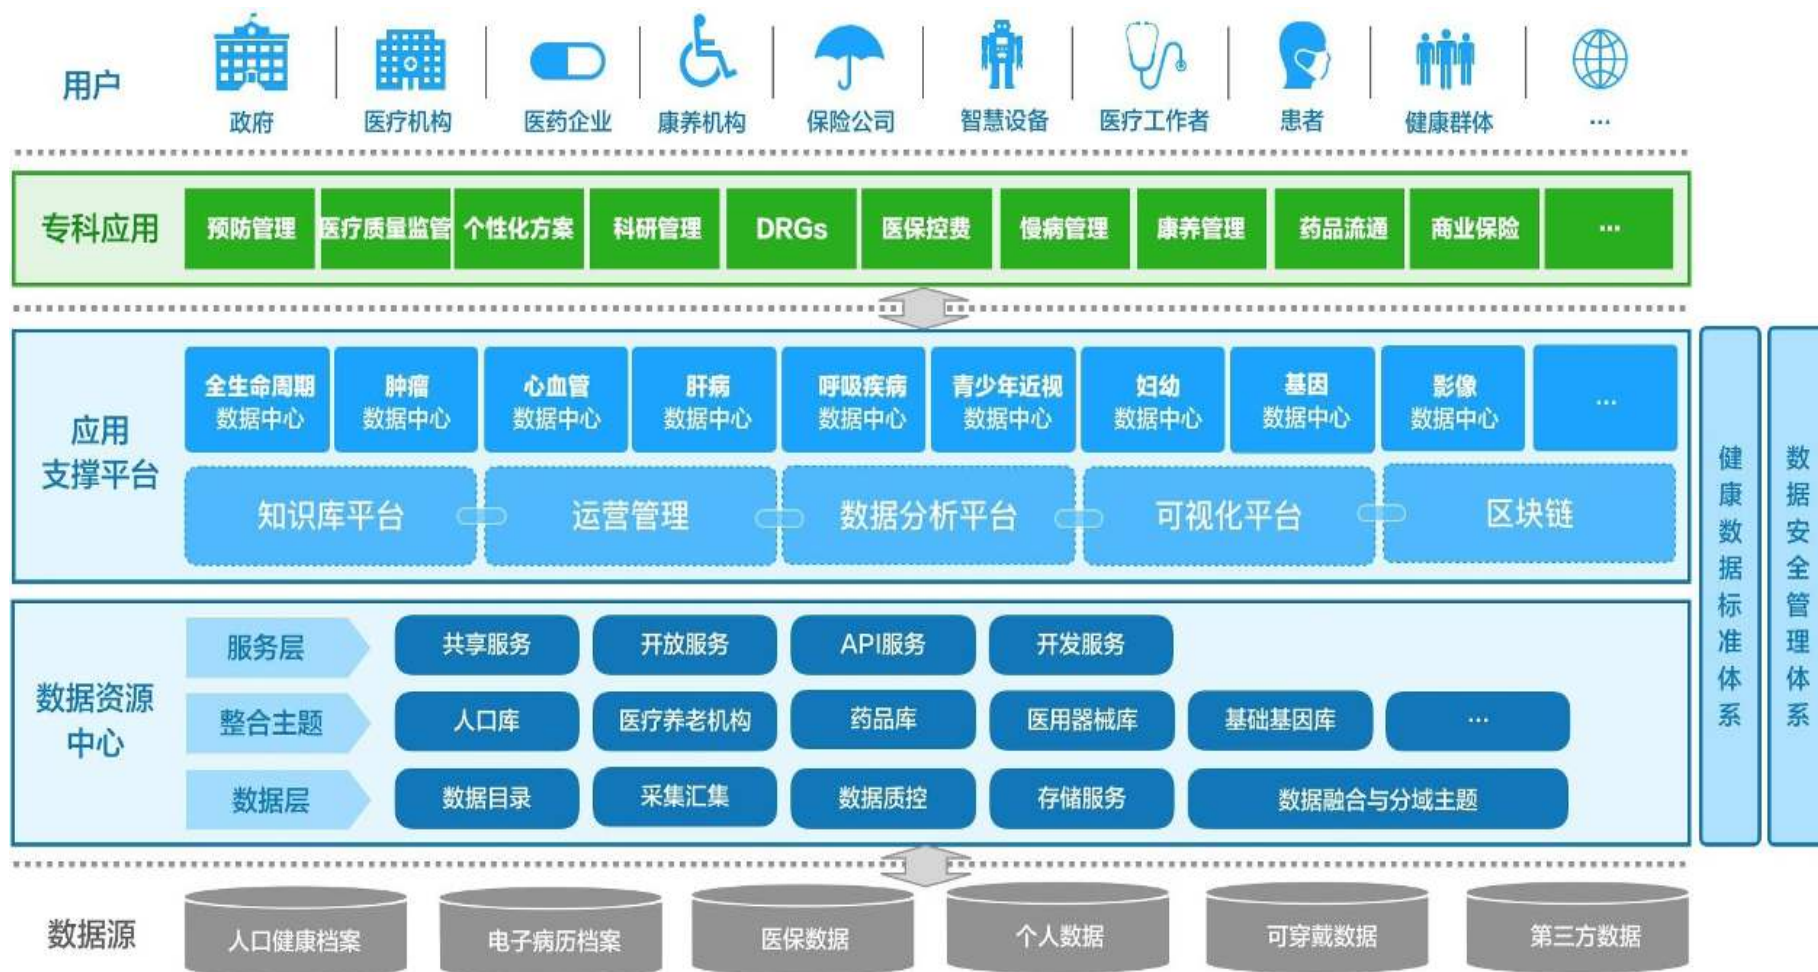 用户
政府
医疗机构
医药企业
康养机构
保险公司
智慧设备
医疗工作者
患者
健康群体
...
专科应用
预防管理
医疗质量监管
个性化方案
科研管理
DRGs
医保控费
慢病管理
康养管理
药品流通
商业保险
...
应用
支撑平台
全生命周期
数据中心
肿瘤
数据中心
心血管
数据中心
肝病
数据中心
呼吸疾病
数据中心
青少年近视
数据中心
妇幼
数据中心
基因
数据中心
影像
数据中心
...
知识库平台
运营管理
数据分析平台
可视化平台
区块链
数据资源
中心
服务层
共享服务
开放服务
API服务
开发服务
整合主题
人口库
医疗养老机构
药品库
医用器械库
基础基因库
...
数据层
数据目录
采集汇集
数据质控
存储服务
数据融合与分域主题
健康数据标准体系
数据安全管理体系
数据源
人口健康档案
电子病历档案
医保数据
个人数据
可穿戴数据
第三方数据